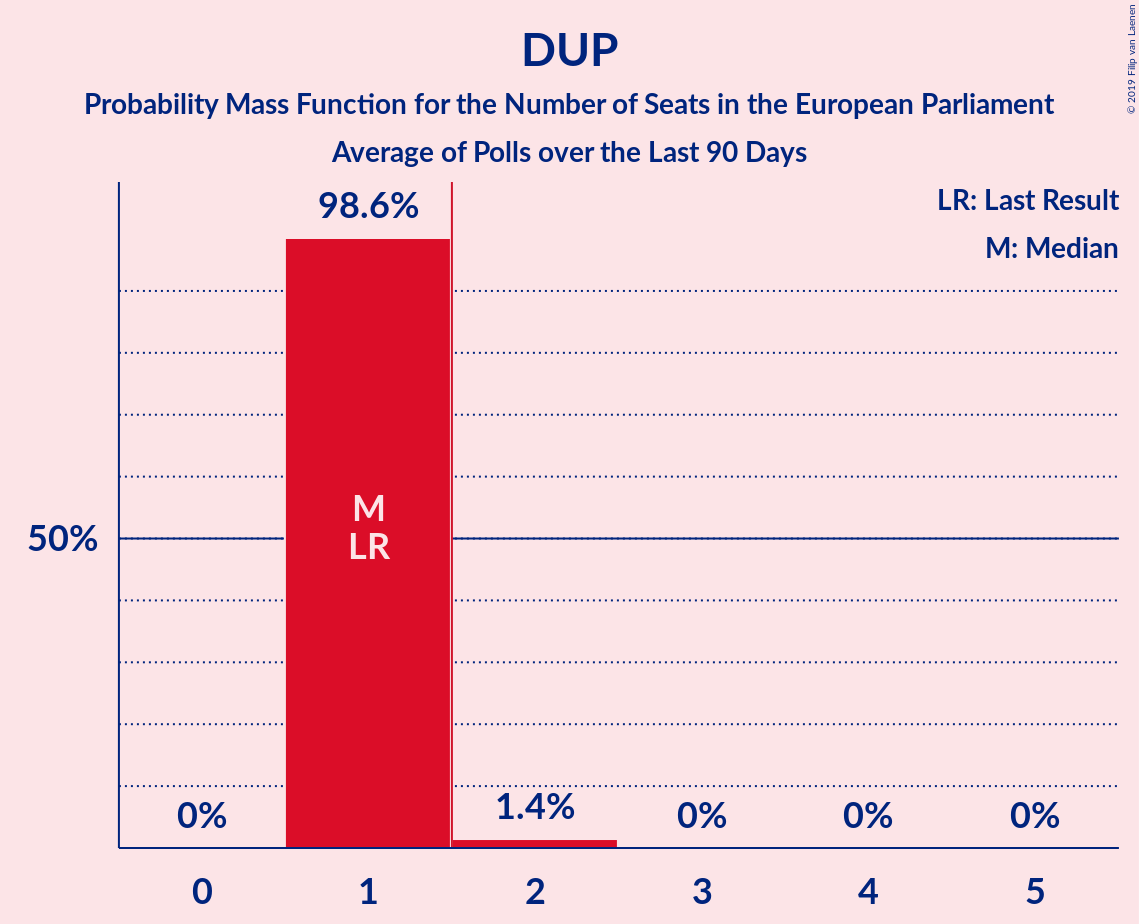 DUP
Probability Mass Function for the Number of Seats in the European Parliament
Average of Polls over the Last 90 Days
© 2019 Filip van Laenen
LR: Last Result
M: Median
98.6%
M
LR
50%
0%
1.4%
0%
0%
0%
0
1
2
3
4
5